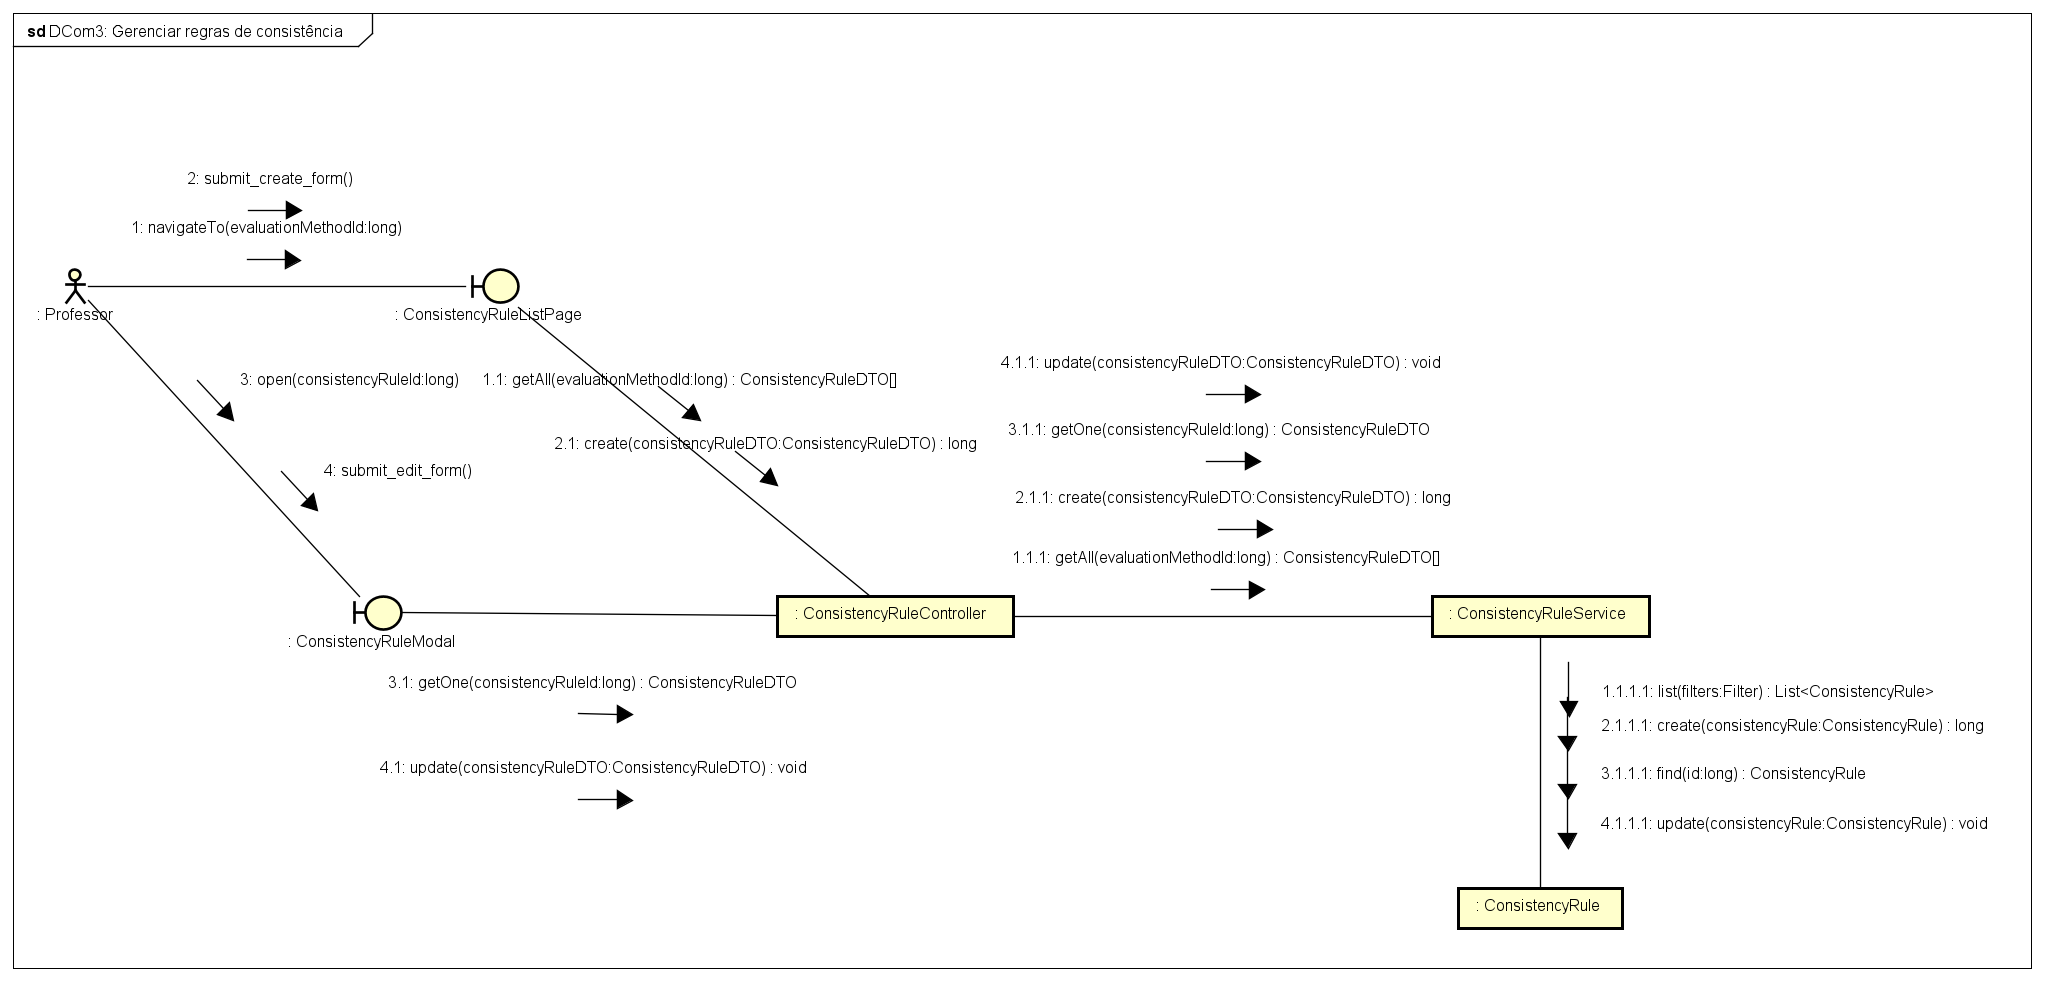 sd DCom3: Gerenciar regras de consistência
2: submit_create_form()
1: navigateTo(evaluationMethodId:long)
: Professor
: ConsistencyRuleListPage
3: open(consistencyRuleId:long)
1.1: getAll(evaluationMethodId:long) : ConsistencyRuleDTO[]
4.1.1: update(consistencyRuleDTO:ConsistencyRuleDTO) : void
2.1: create(consistencyRuleDTO:ConsistencyRuleDTO) : long
3.1.1: getOne(consistencyRuleId:long) : ConsistencyRuleDTO
4: submit_edit_form()
2.1.1: create(consistencyRuleDTO:ConsistencyRuleDTO) : long
1.1.1: getAll(evaluationMethodId:long) : ConsistencyRuleDTO[]
: ConsistencyRuleModal
: ConsistencyRuleController
: ConsistencyRuleService
3.1: getOne(consistencyRuleId:long) : ConsistencyRuleDTO
4.1: update(consistencyRuleDTO:ConsistencyRuleDTO) : void
1.1.1.1: list(filters:Filter) : List<ConsistencyRule>
2.1.1.1: create(consistencyRule:ConsistencyRule) : long
3.1.1.1: find(id:long) : ConsistencyRule
4.1.1.1: update(consistencyRule:ConsistencyRule) : void
: ConsistencyRule